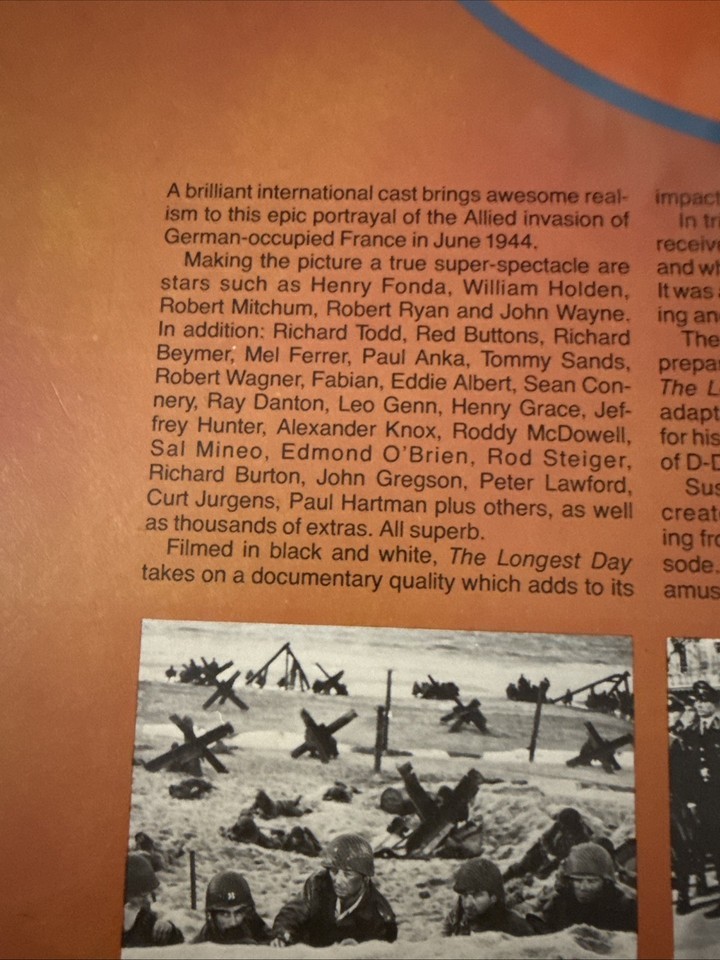 A brilliant international cast brings awesome real-
ism to this epic portrayal of the Allied invasion of
German-occupied France in June 1944.
Making the picture a true super-spectacle are
stars such as Henry Fonda, William Holden,
Robert Mitchum, Robert Ryan and John Wayne.
In addition: Richard Todd, Red Buttons, Richard
Beymer, Mel Ferrer, Paul Anka, Tommy Sands,
Robert Wagner, Fabian, Eddie Albert, Sean Con-
nery, Ray Danton, Leo Genn, Henry Grace, Jef-
frey Hunter, Alexander Knox, Roddy McDowell,
Sal Mineo, Edmond O'Brien, Rod Steiger,
Richard Burton, John Gregson, Peter Lawford,
Curt Jurgens, Paul Hartman plus others, as well
as thousands of extras. All superb.
Filmed in black and white, The Longest Day
takes on a documentary quality which adds to its
impact
In
and
It was
ing
The
The
for his
of
ing
sode.